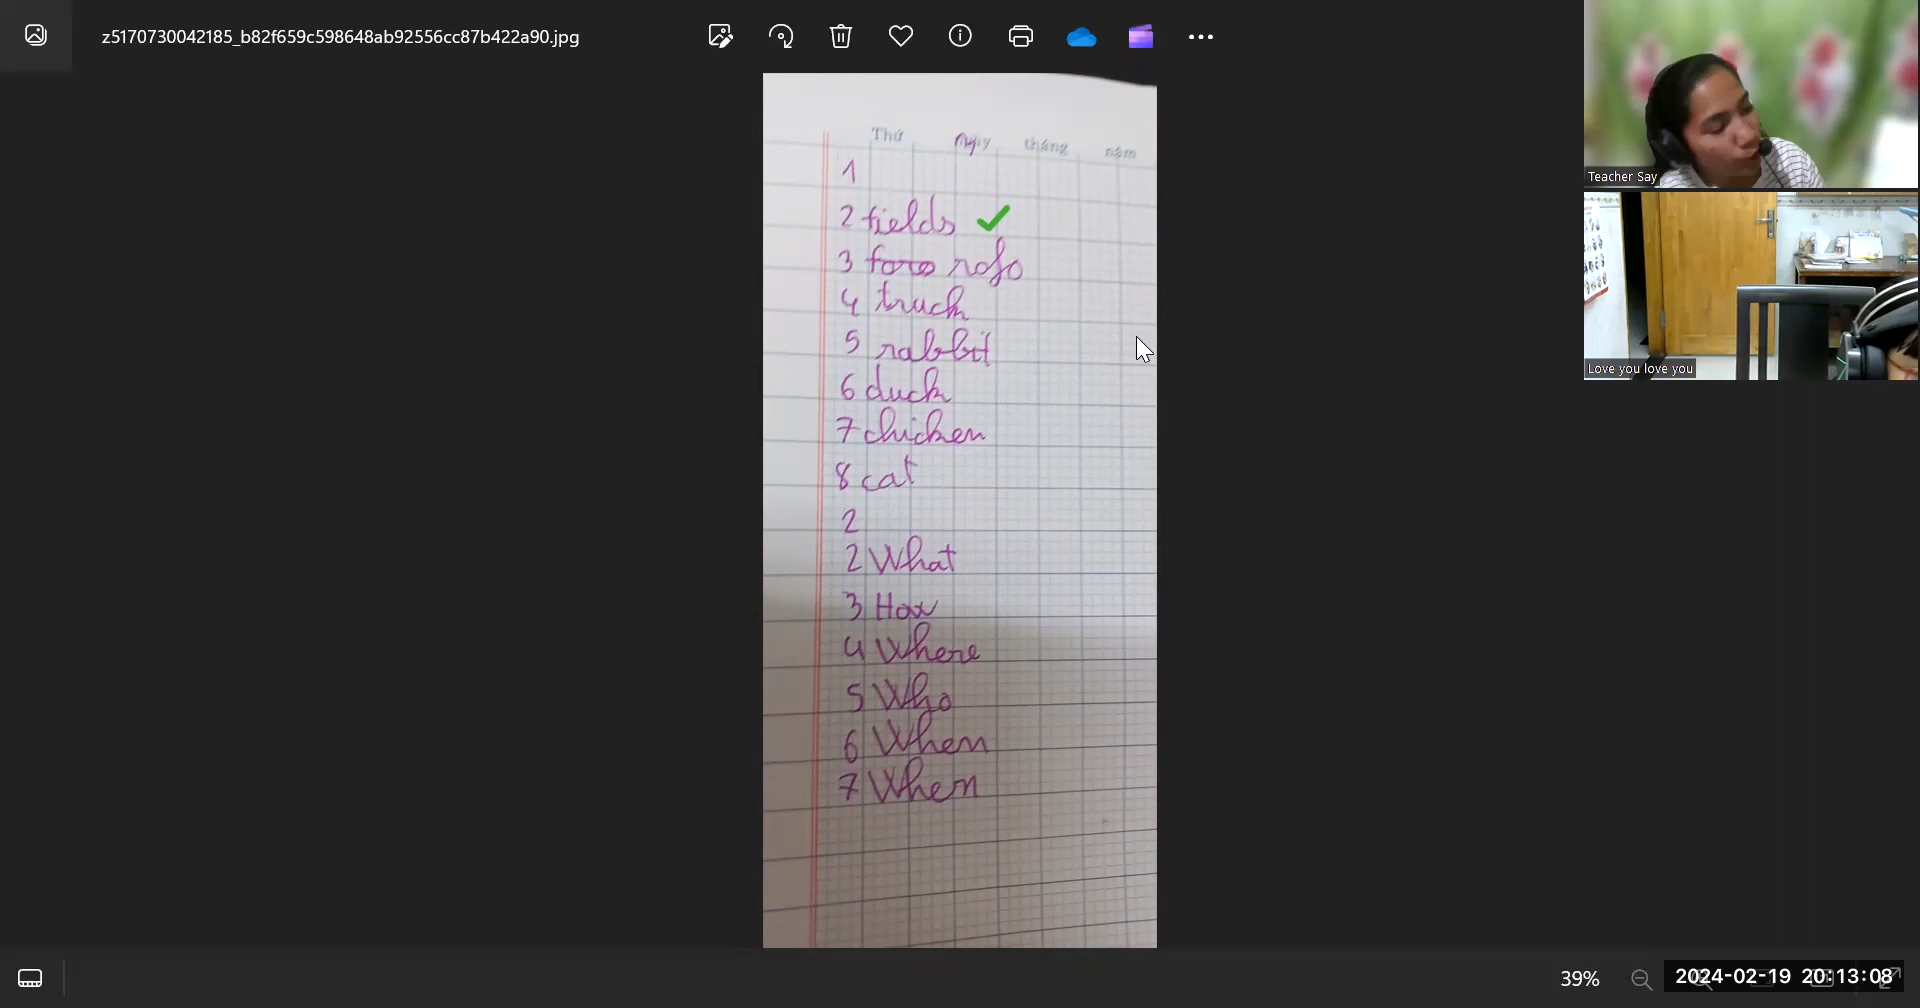 z5170730042185_b82f659c598648ab92556cc87b422a90.jpg
Teacher Say
Love you love you
Thứ ngày tháng năm
1
2 fields
3 rofo
4 truck
5 rabbit
6 duck
7 chicken
8 cat
2
2 What
3 How
4 Where
5 Who
6 When
7 When
39%
2024-02-19 20:13:08